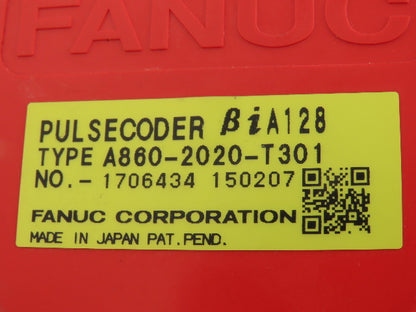 FANUC
PULSECODER βiA128
TYPE A860-2020-T301
NO.- 1706434 150207
FANUC CORPORATION
MADE IN JAPAN PAT.PEND.